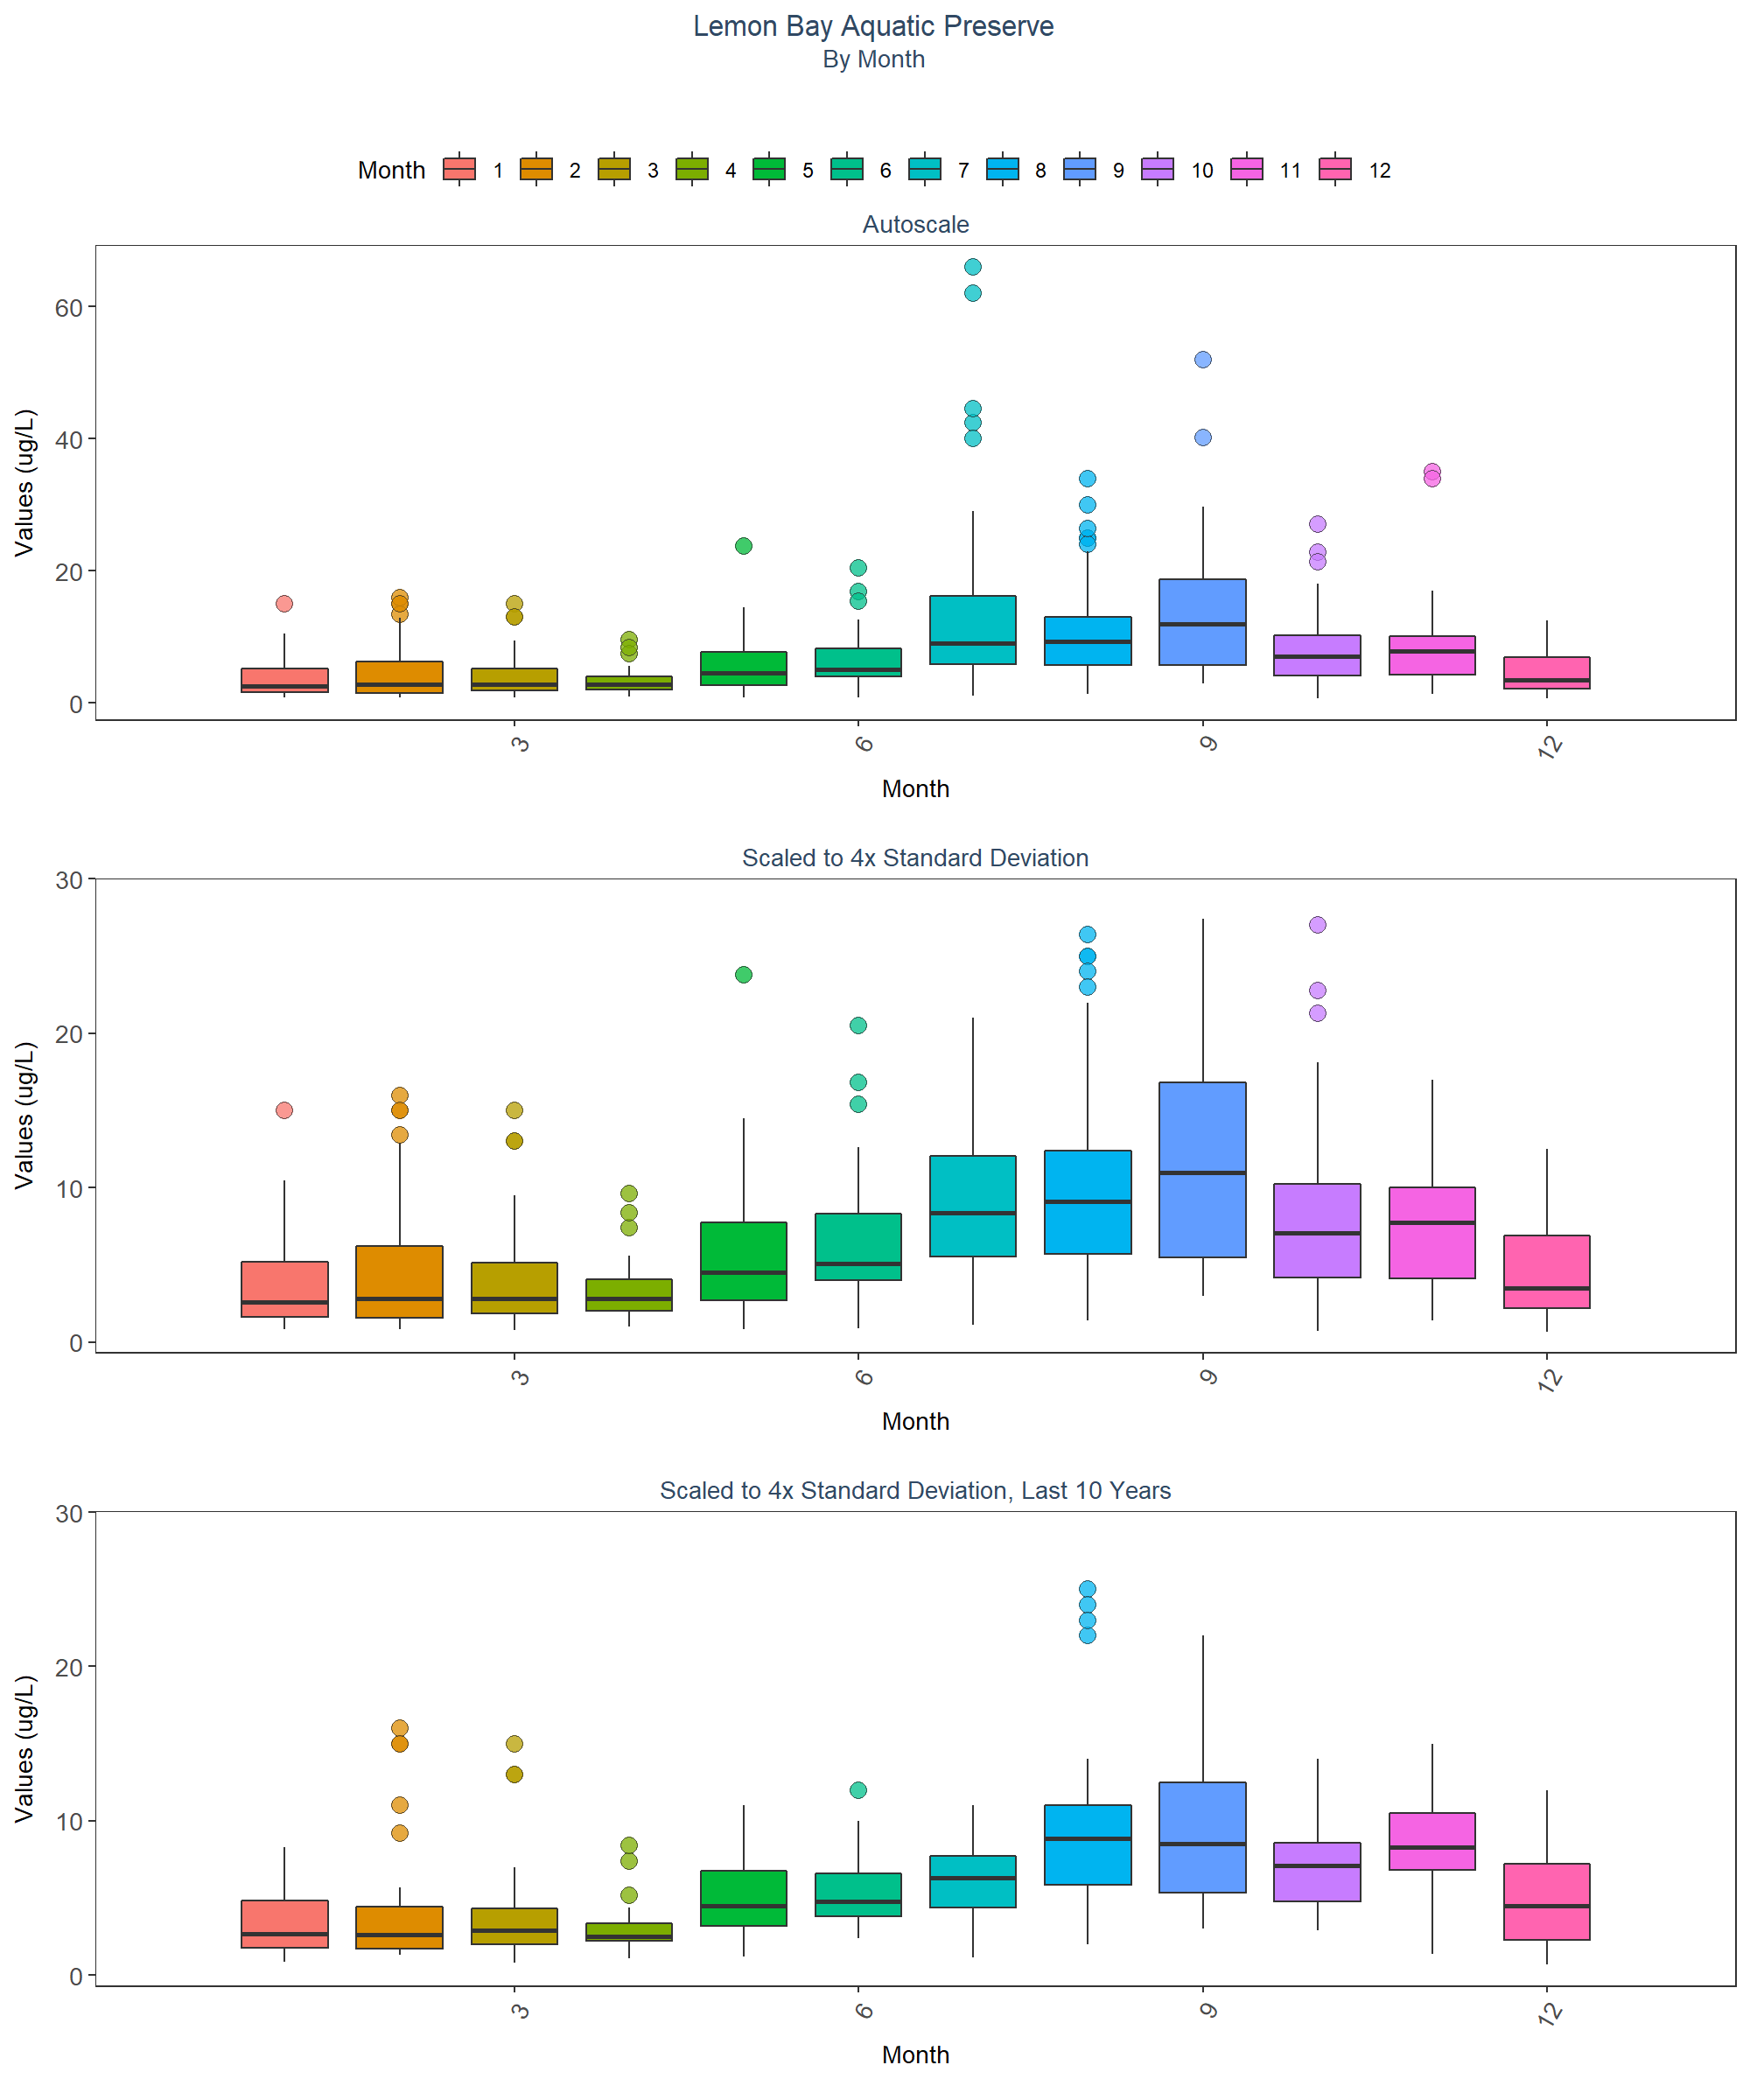 Lemon Bay Aquatic Preserve
By Month
Month 1 2 3 4 5 6 7 8 9 10 11 12
Autoscale
Values (ug/L)
60
40
20
0
3 6 9 12
Month
Scaled to 4x Standard Deviation
Values (ug/L)
30
20
10
0
3 6 9 12
Month
Scaled to 4x Standard Deviation, Last 10 Years
Values (ug/L)
30
20
10
0
3 6 9 12
Month